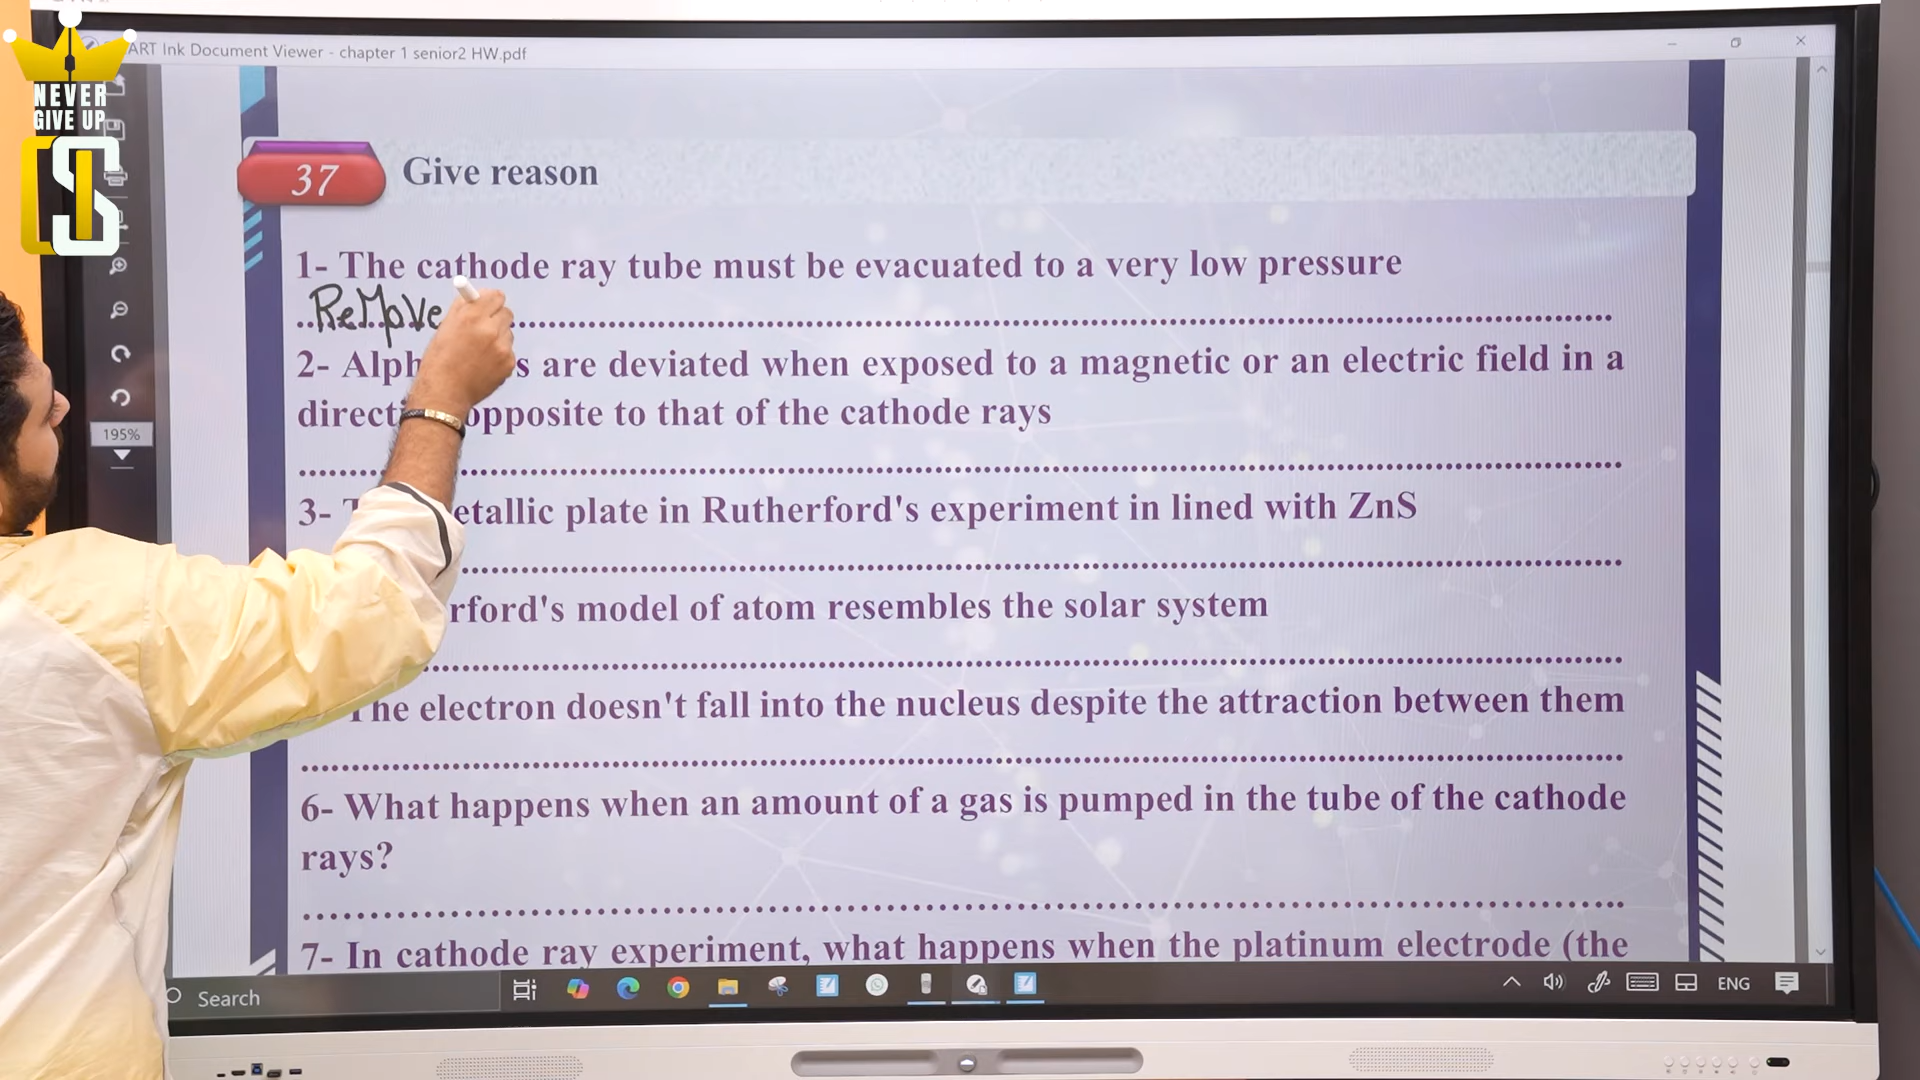 NEVER
GIVE UP
ART Ink Document Viewer - chapter 1 senior2 HW.pdf
37 Give reason
1- The cathode ray tube must be evacuated to a very low pressure
ReMove
2- Alph s are deviated when exposed to a magnetic or an electric field in a
direct opposite to that of the cathode rays
3- T etallic plate in Rutherford's experiment in lined with ZnS
rford's model of atom resembles the solar system
The electron doesn't fall into the nucleus despite the attraction between them
6- What happens when an amount of a gas is pumped in the tube of the cathode
rays?
7- In cathode ray experiment, what happens when the platinum electrode (the
195%
Search
ENG